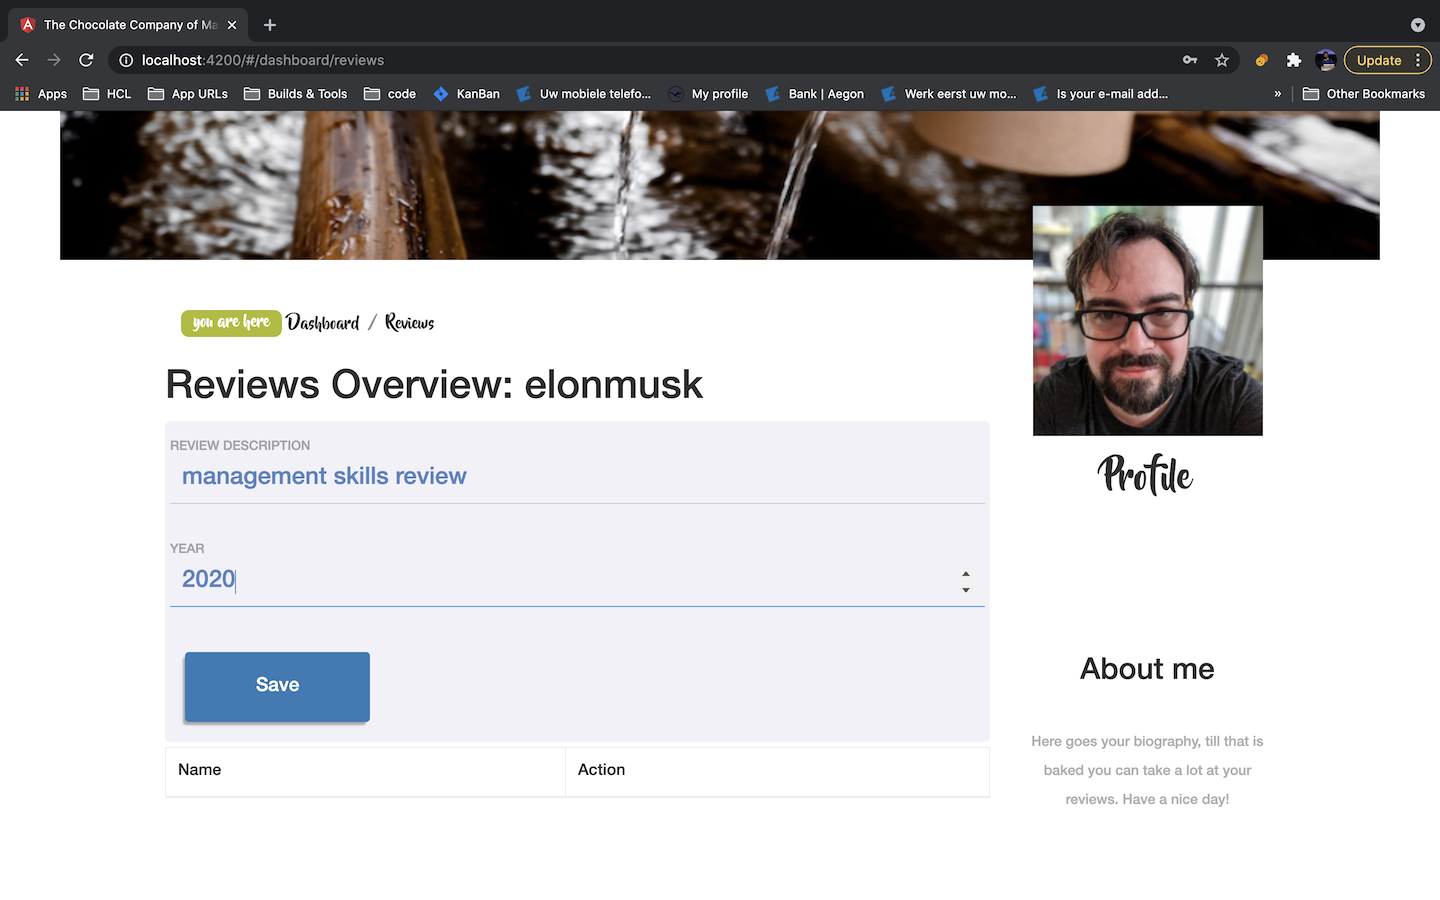 The Chocolate Company of Ma
localhost:4200/#/dashboard/reviews
Update
Apps
HCL
App URLs
Builds & Tools
code
KanBan
Uw mobiele telefo...
My profile
Bank | Aegon
Werk eerst uw mo...
Is your e-mail add...
»
Other Bookmarks
you are here Dashboard / Reviews
Reviews Overview: elonmusk
REVIEW DESCRIPTION
management skills review
YEAR
2020
Save
Name Action
Profile
About me
Here goes your biography, till that is
baked you can take a lot at your
reviews. Have a nice day!